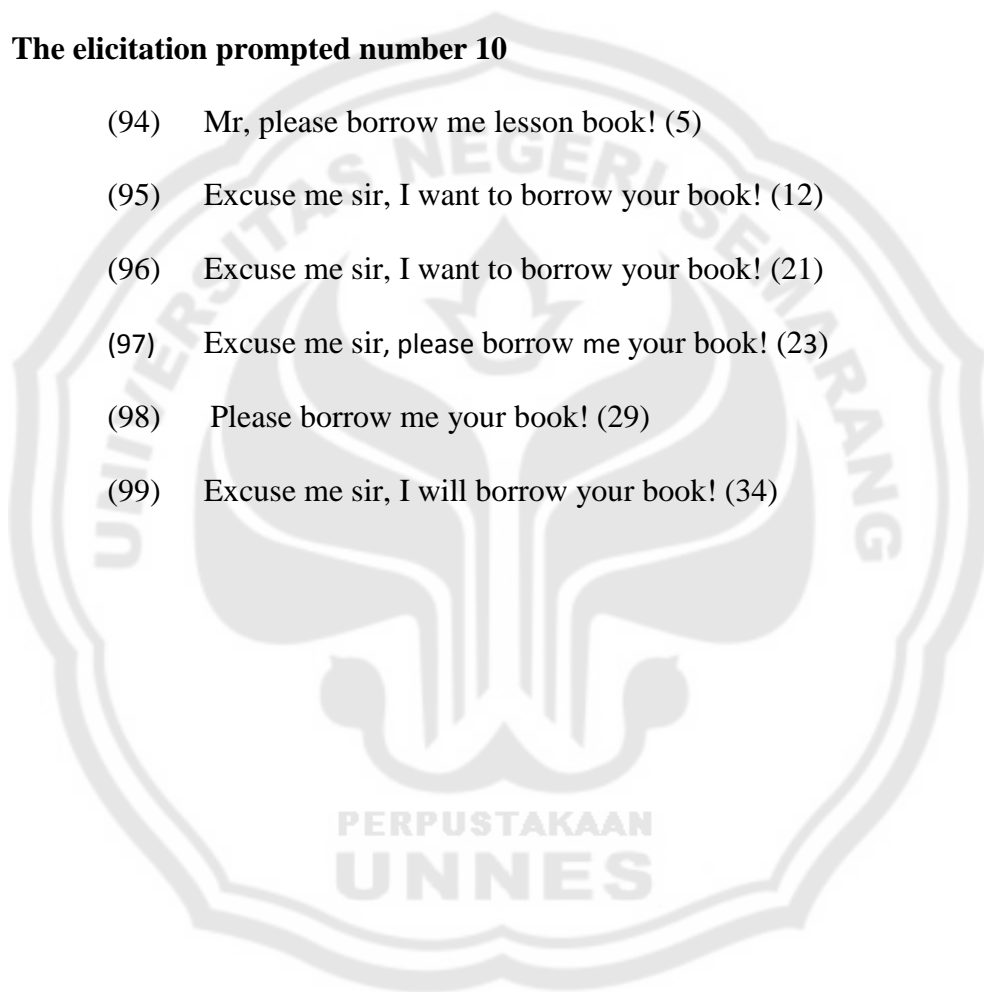 The elicitation prompted number 10
(94) Mr, please borrow me lesson book! (5)
(95) Excuse me sir, I want to borrow your book! (12)
(96) Excuse me sir, I want to borrow your book! (21)
(97) Excuse me sir, please borrow me your book! (23)
(98) Please borrow me your book! (29)
(99) Excuse me sir, I will borrow your book! (34)
UNIVERSITAS NEGERI SEMARANG
PERPUSTAKAAN
UNNES